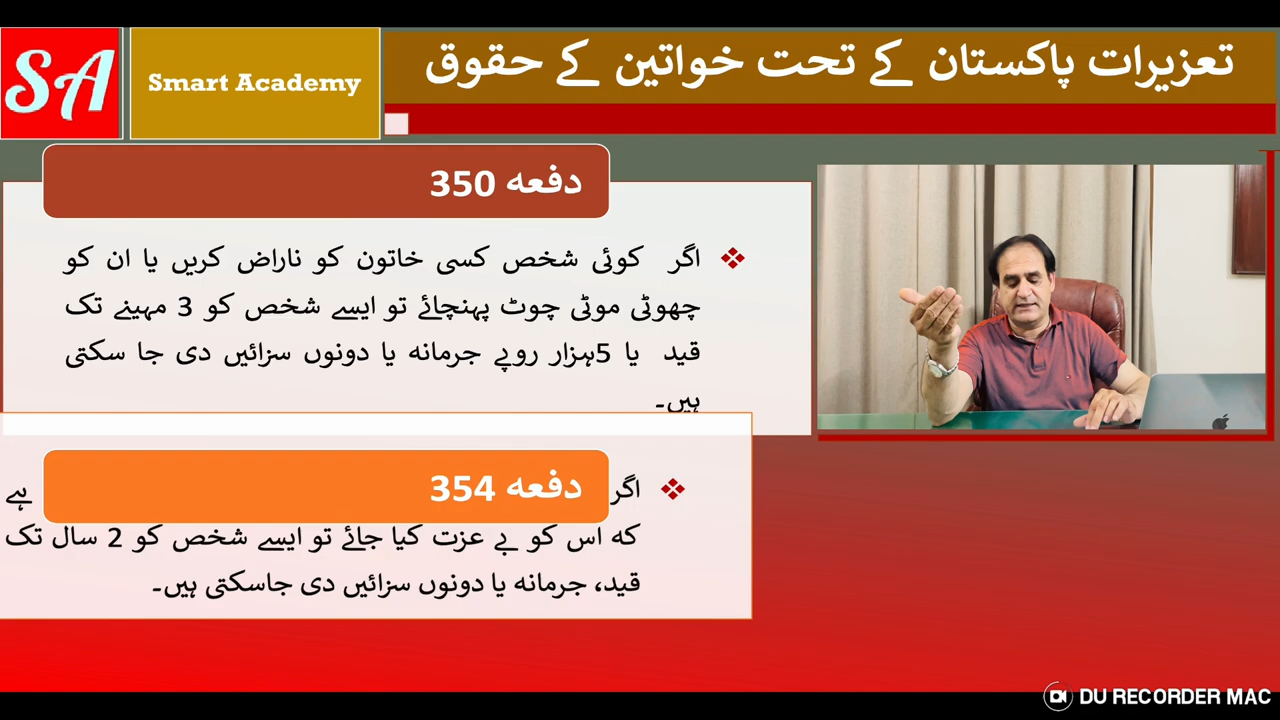 SA
Smart Academy
تعزیرات پاکستان کے تحت خواتین کے حقوق
دفعہ 350
اگر کوئی شخص کسی خاتون کو ناراض کریں یا ان کو
چھوٹی موٹی چوٹ پہنچائے تو ایسے شخص کو 3 مہینے تک
قید یا 5ہزار روپے جرمانہ یا دونوں سزائیں دی جا سکتی
ہیں۔
دفعہ 354
اگر ہے
کہ اس کو بے عزت کیا جائے تو ایسے شخص کو 2 سال تک
قید، جرمانہ یا دونوں سزائیں دی جاسکتی ہیں۔
DU RECORDER MAC